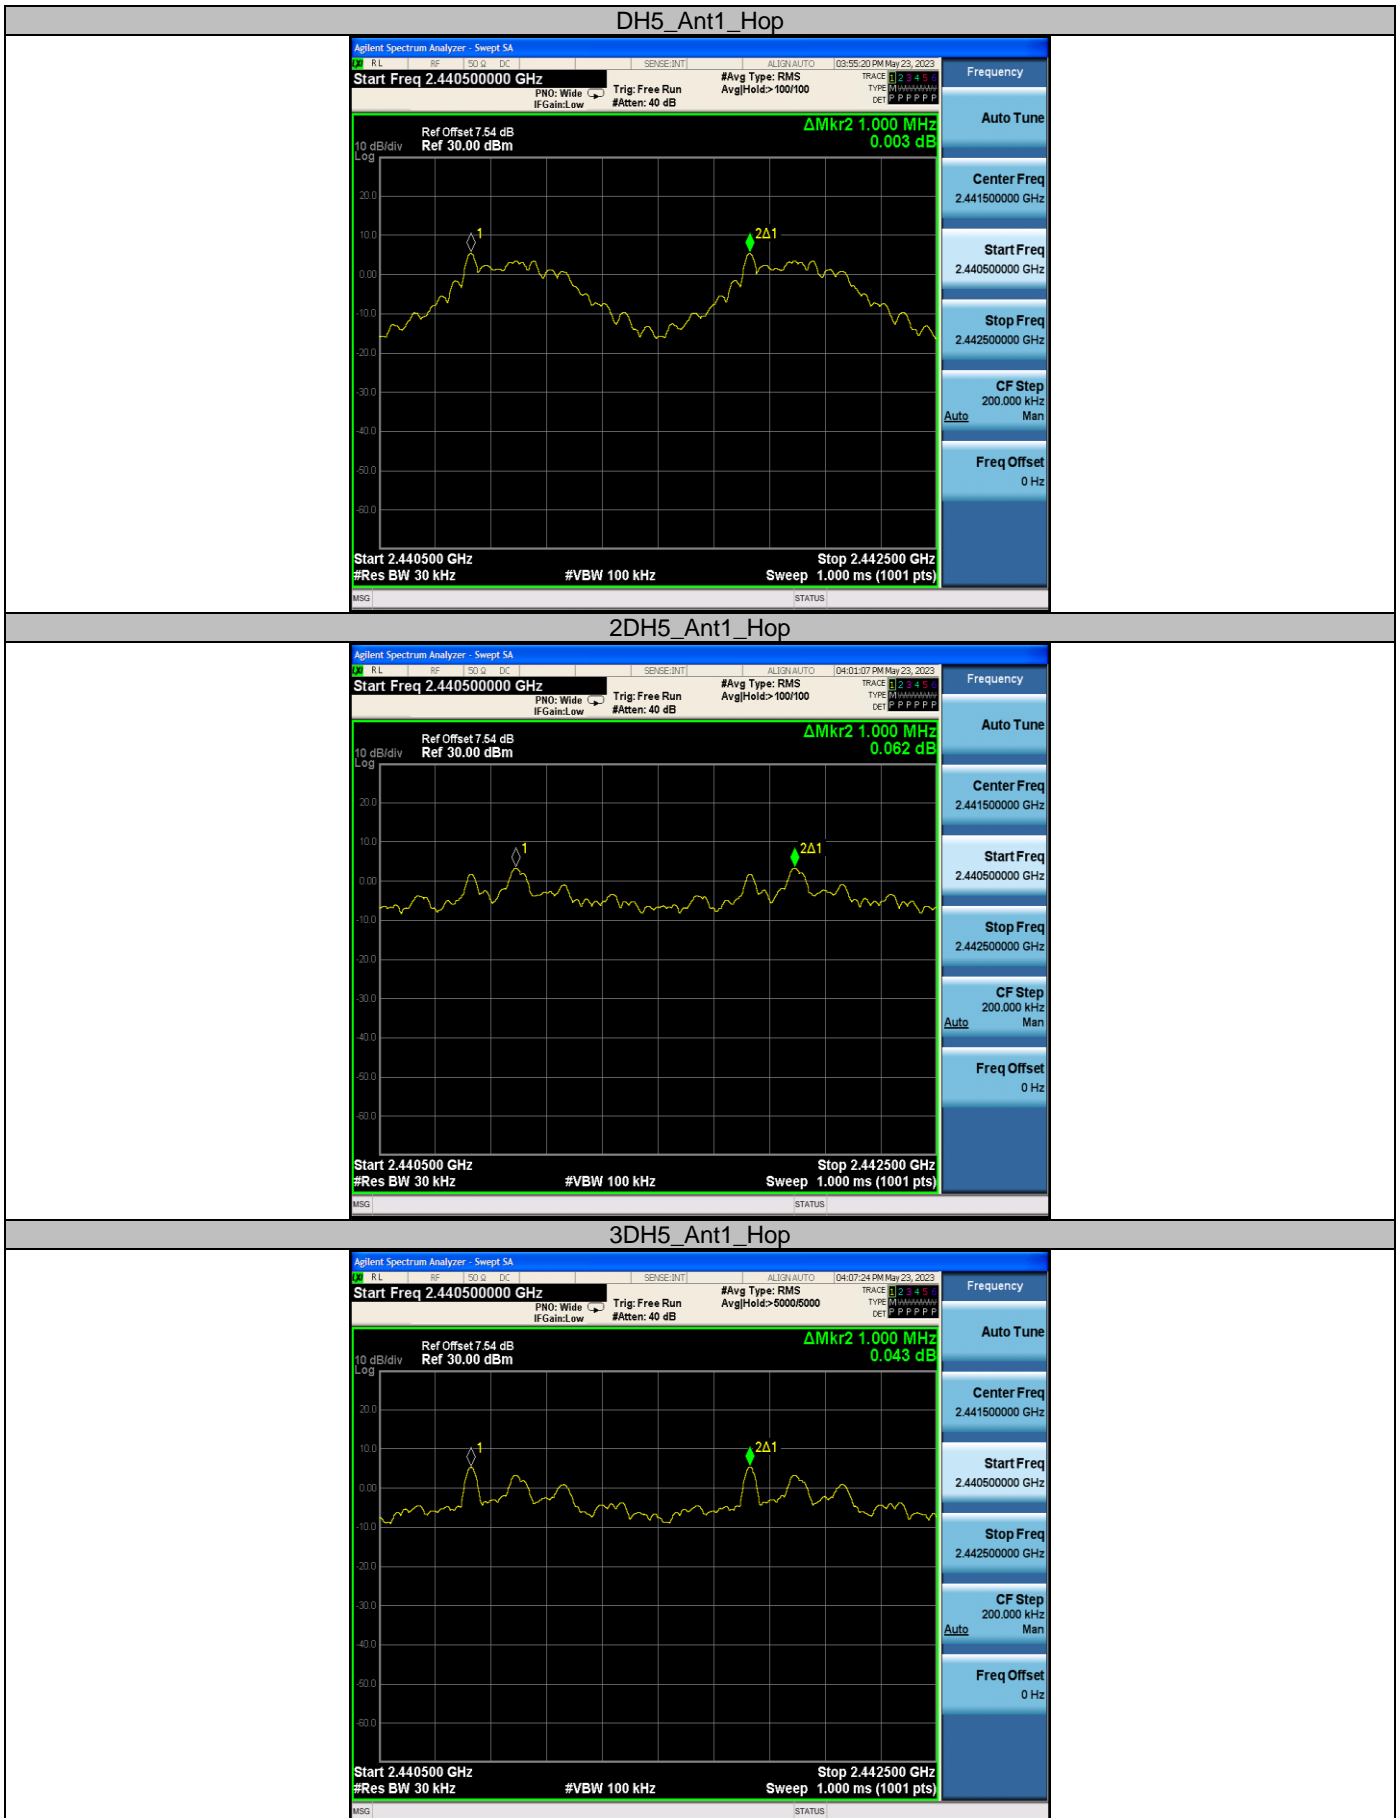 DH5_Ant1_Hop
Agilent Spectrum Analyzer - Swept SA
RL RF 50 Ω DC SENSE:INT ALIGN AUTO 03:55:20 PM May 23, 2023
Start Freq 2.440500000 GHz
PNO: Wide
IFGain:Low
Trig: Free Run
#Atten: 40 dB
#Avg Type: RMS
Avg|Hold:>100/100
TRACE 1 2 3 4 5 6
TYPE M
DET P P P P P P
ΔMkr2 1.000 MHz
0.003 dB
Ref Offset 7.54 dB
10 dB/div Ref 30.00 dBm
Log
20.0
10.0
0.00
-10.0
-20.0
-30.0
-40.0
-50.0
-60.0
1
2Δ1
Start 2.440500 GHz Stop 2.442500 GHz
#Res BW 30 kHz #VBW 100 kHz Sweep 1.000 ms (1001 pts)
MSG STATUS
Frequency
Auto Tune
Center Freq
2.441500000 GHz
Start Freq
2.440500000 GHz
Stop Freq
2.442500000 GHz
CF Step
200.000 kHz
Auto Man
Freq Offset
0 Hz
2DH5_Ant1_Hop
Agilent Spectrum Analyzer - Swept SA
RL RF 50 Ω DC SENSE:INT ALIGN AUTO 04:01:07 PM May 23, 2023
Start Freq 2.440500000 GHz
PNO: Wide
IFGain:Low
Trig: Free Run
#Atten: 40 dB
#Avg Type: RMS
Avg|Hold:>100/100
TRACE 1 2 3 4 5 6
TYPE M
DET P P P P P P
ΔMkr2 1.000 MHz
0.062 dB
Ref Offset 7.54 dB
10 dB/div Ref 30.00 dBm
Log
20.0
10.0
0.00
-10.0
-20.0
-30.0
-40.0
-50.0
-60.0
1
2Δ1
Start 2.440500 GHz Stop 2.442500 GHz
#Res BW 30 kHz #VBW 100 kHz Sweep 1.000 ms (1001 pts)
MSG STATUS
Frequency
Auto Tune
Center Freq
2.441500000 GHz
Start Freq
2.440500000 GHz
Stop Freq
2.442500000 GHz
CF Step
200.000 kHz
Auto Man
Freq Offset
0 Hz
3DH5_Ant1_Hop
Agilent Spectrum Analyzer - Swept SA
RL RF 50 Ω DC SENSE:INT ALIGN AUTO 04:07:24 PM May 23, 2023
Start Freq 2.440500000 GHz
PNO: Wide
IFGain:Low
Trig: Free Run
#Atten: 40 dB
#Avg Type: RMS
Avg|Hold:>5000/5000
TRACE 1 2 3 4 5 6
TYPE M
DET P P P P P P
ΔMkr2 1.000 MHz
0.043 dB
Ref Offset 7.54 dB
10 dB/div Ref 30.00 dBm
Log
20.0
10.0
0.00
-10.0
-20.0
-30.0
-40.0
-50.0
-60.0
1
2Δ1
Start 2.440500 GHz Stop 2.442500 GHz
#Res BW 30 kHz #VBW 100 kHz Sweep 1.000 ms (1001 pts)
MSG STATUS
Frequency
Auto Tune
Center Freq
2.441500000 GHz
Start Freq
2.440500000 GHz
Stop Freq
2.442500000 GHz
CF Step
200.000 kHz
Auto Man
Freq Offset
0 Hz